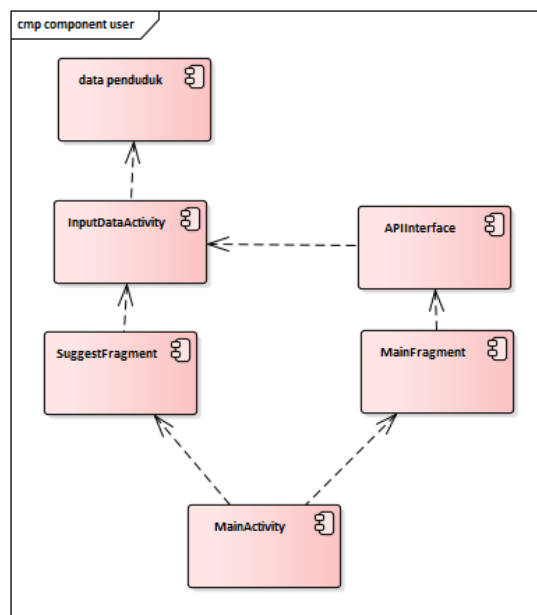 cmp component user
data penduduk
InputDataActivity
APIInterface
SuggestFragment
MainFragment
MainActivity